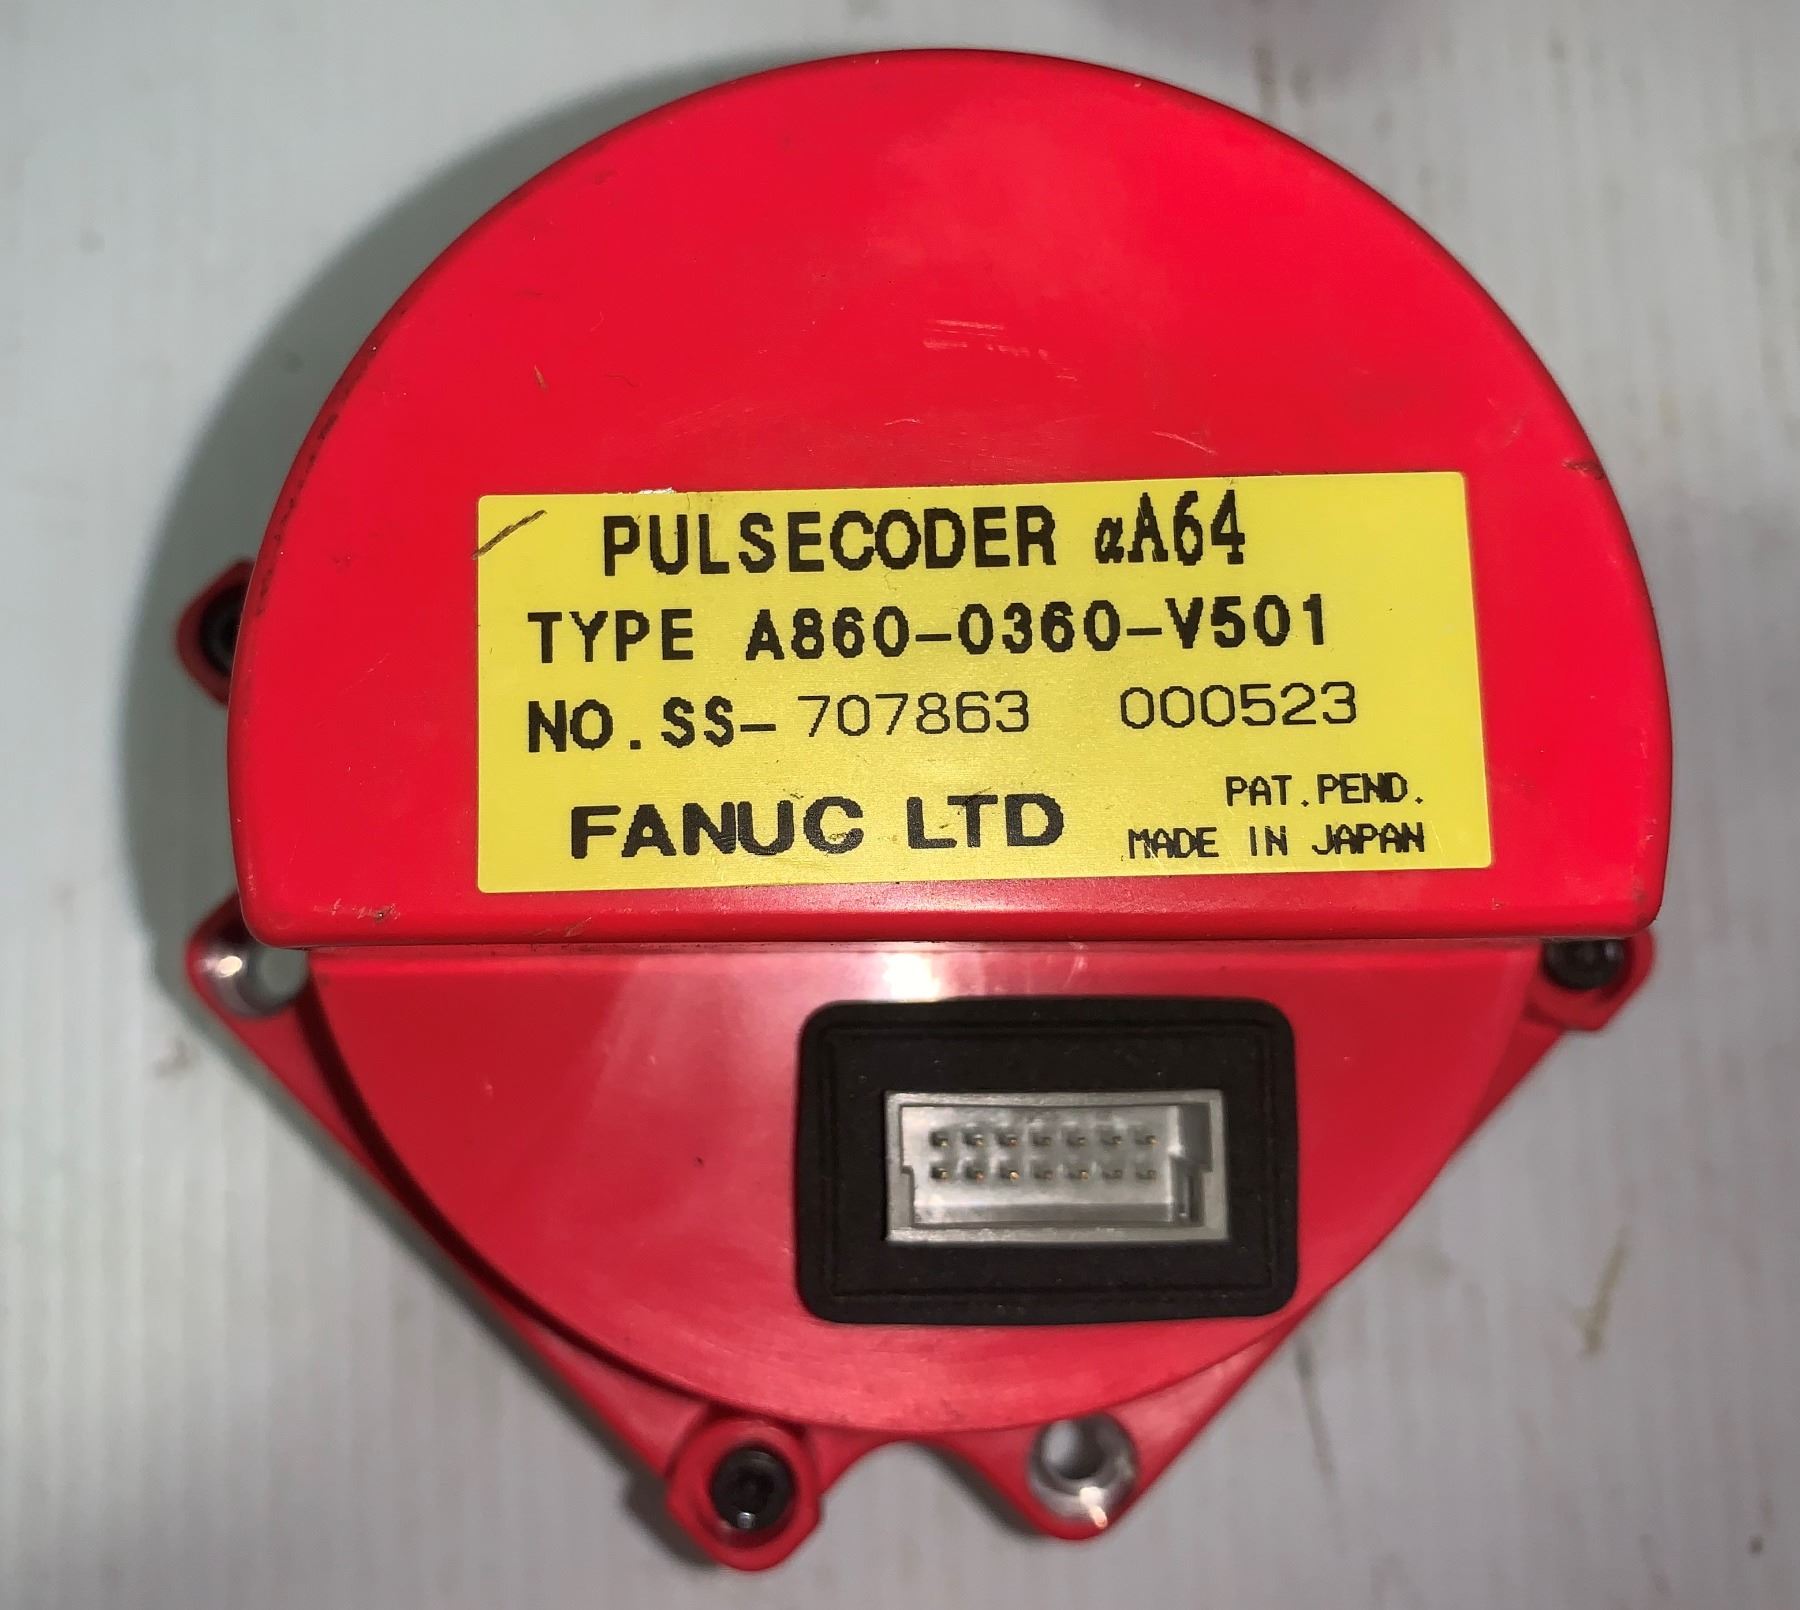 PULSECODER αA64
TYPE A860-0360-V501
NO.SS-707863 000523
FANUC LTD
PAT.PEND.
MADE IN JAPAN